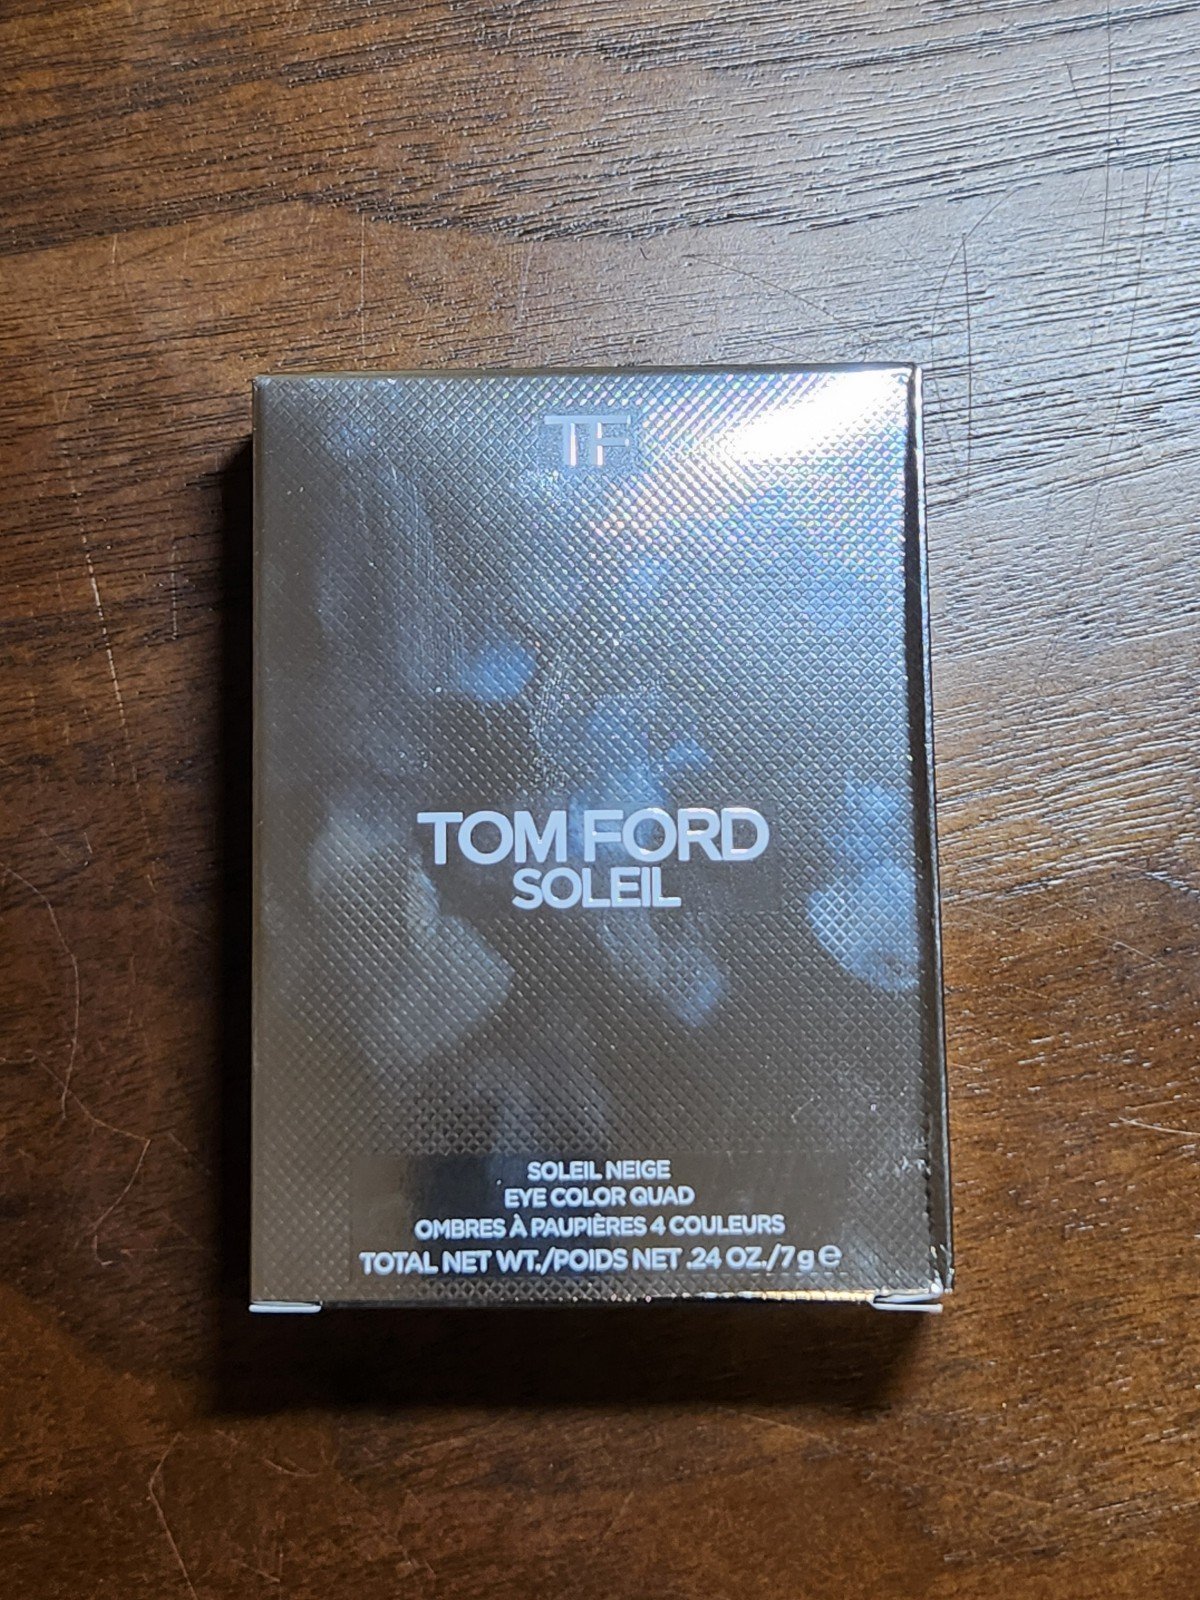 TF
TOM FORD
SOLEIL
SOLEIL NEIGE
EYE COLOR QUAD
OMBRES À PAUPIÈRES 4 COULEURS
TOTAL NET WT./POIDS NET .24 OZ./7 g e